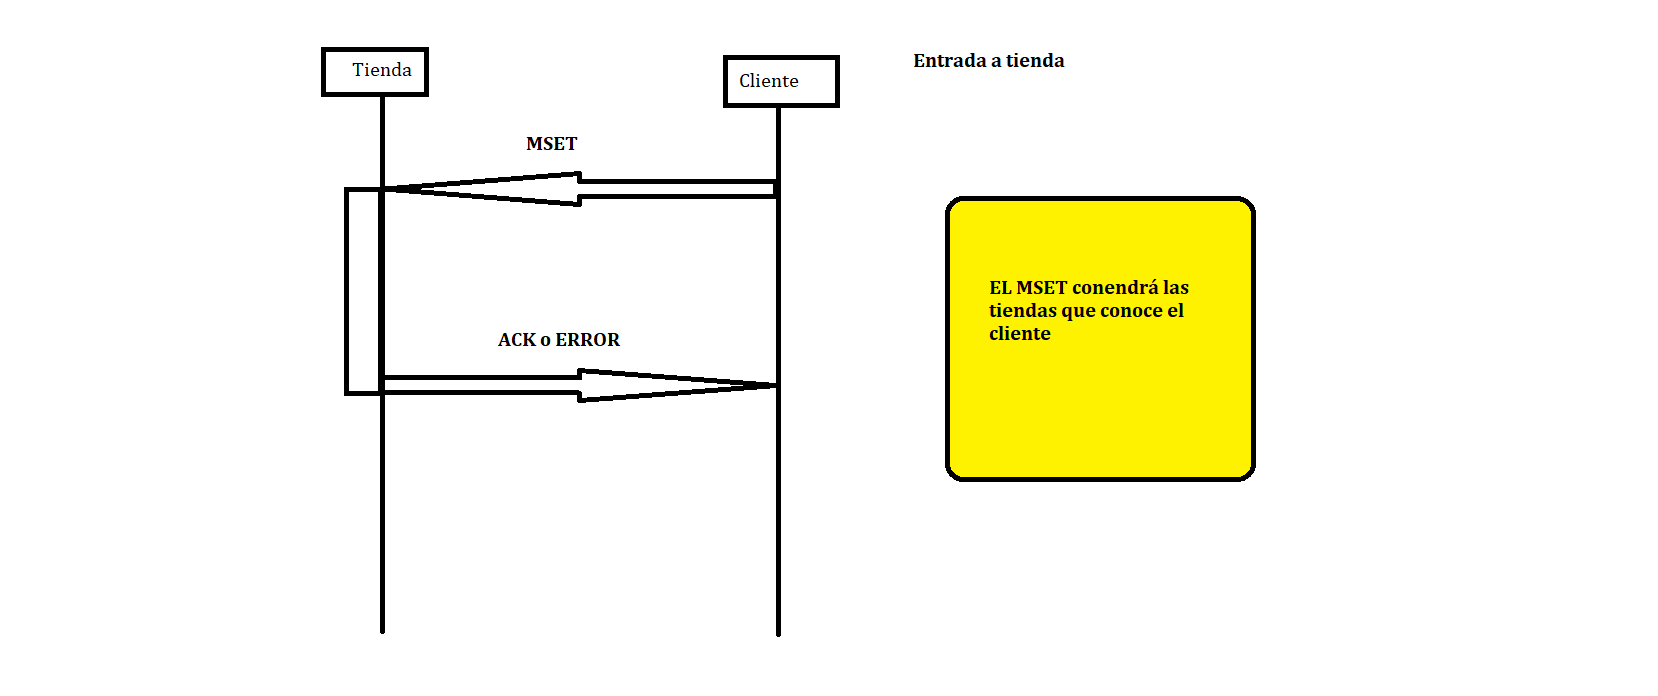 Tienda
Cliente
Entrada a tienda
MSET
EL MSET conendrá las
tiendas que conoce el
cliente
ACK o ERROR